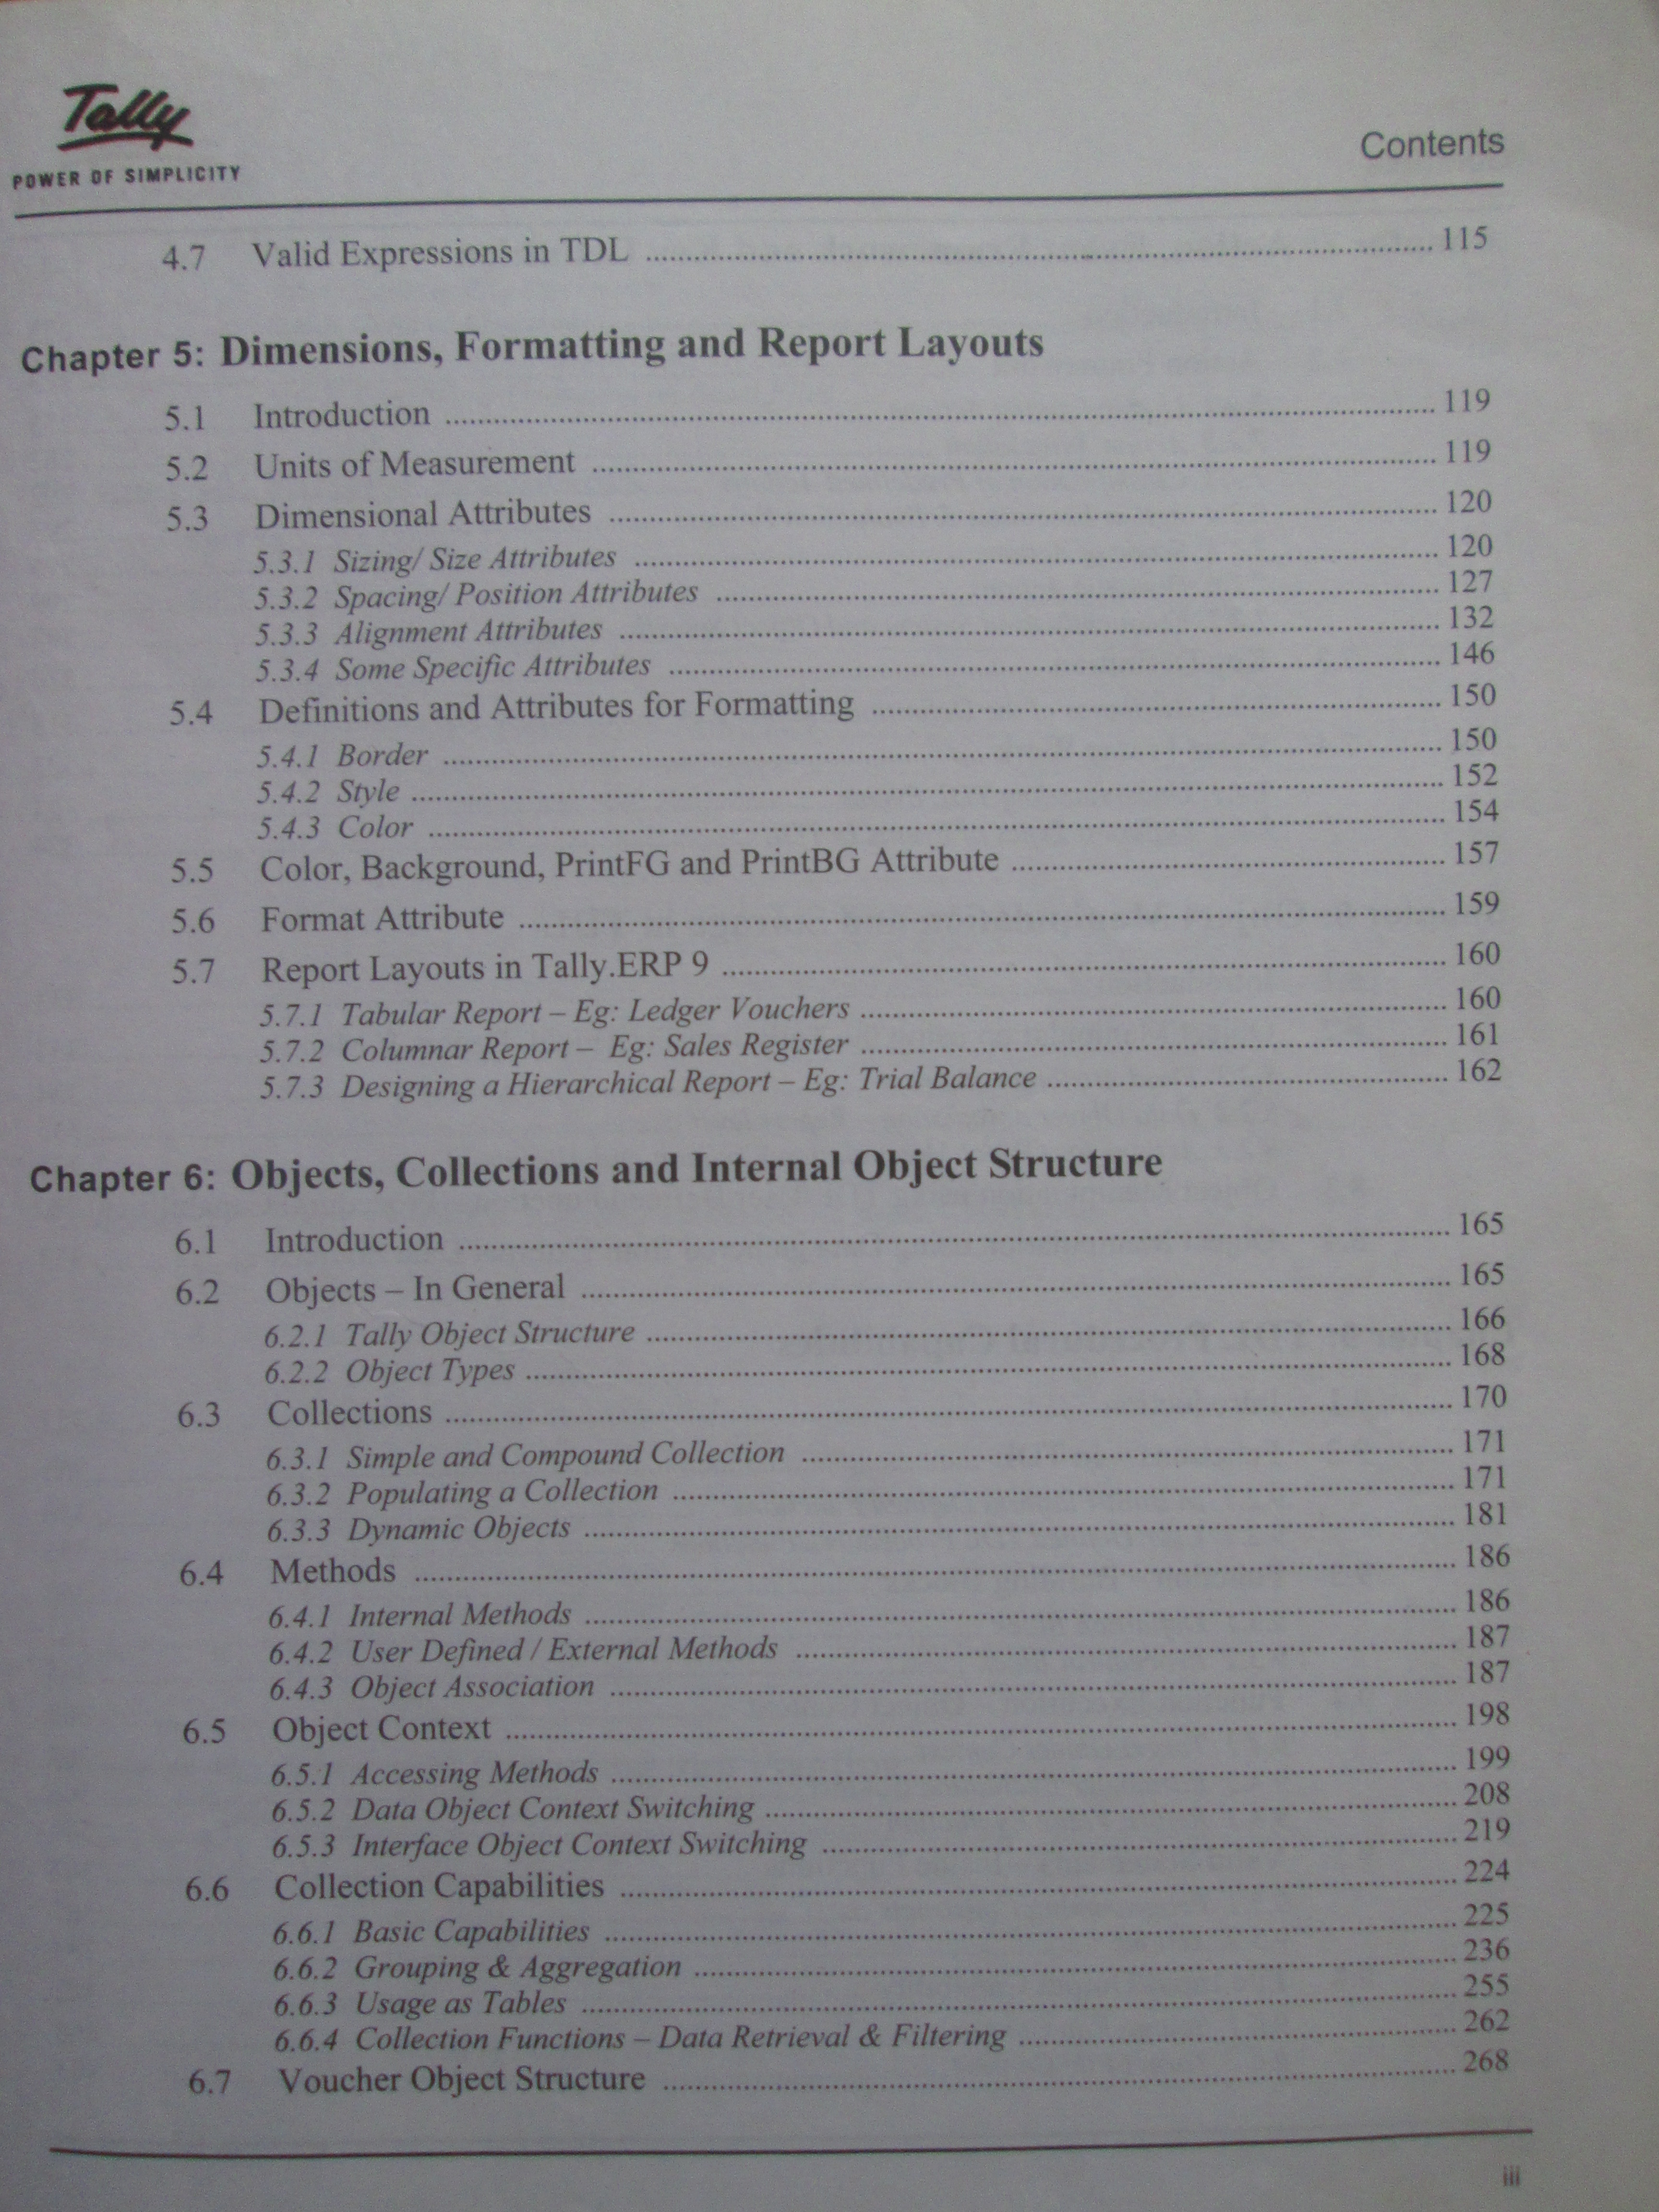 Tally
POWER OF SIMPLICITY
Contents
4.7 Valid Expressions in TDL ........ 115
Chapter 5: Dimensions, Formatting and Report Layouts
5.1 Introduction ........ 119
5.2 Units of Measurement ........ 119
5.3 Dimensional Attributes ........ 120
5.3.1 Sizing/ Size Attributes ........ 120
5.3.2 Spacing/ Position Attributes ........ 127
5.3.3 Alignment Attributes ........ 132
5.3.4 Some Specific Attributes ........ 146
5.4 Definitions and Attributes for Formatting ........ 150
5.4.1 Border ........ 150
5.4.2 Style ........ 152
5.4.3 Color ........ 154
5.5 Color, Background, PrintFG and PrintBG Attribute ........ 157
5.6 Format Attribute ........ 159
5.7 Report Layouts in Tally.ERP 9 ........ 160
5.7.1 Tabular Report – Eg: Ledger Vouchers ........ 160
5.7.2 Columnar Report – Eg: Sales Register ........ 161
5.7.3 Designing a Hierarchical Report – Eg: Trial Balance ........ 162
Chapter 6: Objects, Collections and Internal Object Structure
6.1 Introduction ........ 165
6.2 Objects – In General ........ 165
6.2.1 Tally Object Structure ........ 166
6.2.2 Object Types ........ 168
6.3 Collections ........ 170
6.3.1 Simple and Compound Collection ........ 171
6.3.2 Populating a Collection ........ 171
6.3.3 Dynamic Objects ........ 181
6.4 Methods ........ 186
6.4.1 Internal Methods ........ 186
6.4.2 User Defined / External Methods ........ 187
6.4.3 Object Association ........ 187
6.5 Object Context ........ 198
6.5.1 Accessing Methods ........ 199
6.5.2 Data Object Context Switching ........ 208
6.5.3 Interface Object Context Switching ........ 219
6.6 Collection Capabilities ........ 224
6.6.1 Basic Capabilities ........ 225
6.6.2 Grouping & Aggregation ........ 236
6.6.3 Usage as Tables ........ 255
6.6.4 Collection Functions – Data Retrieval & Filtering ........ 262
6.7 Voucher Object Structure ........ 268
iii